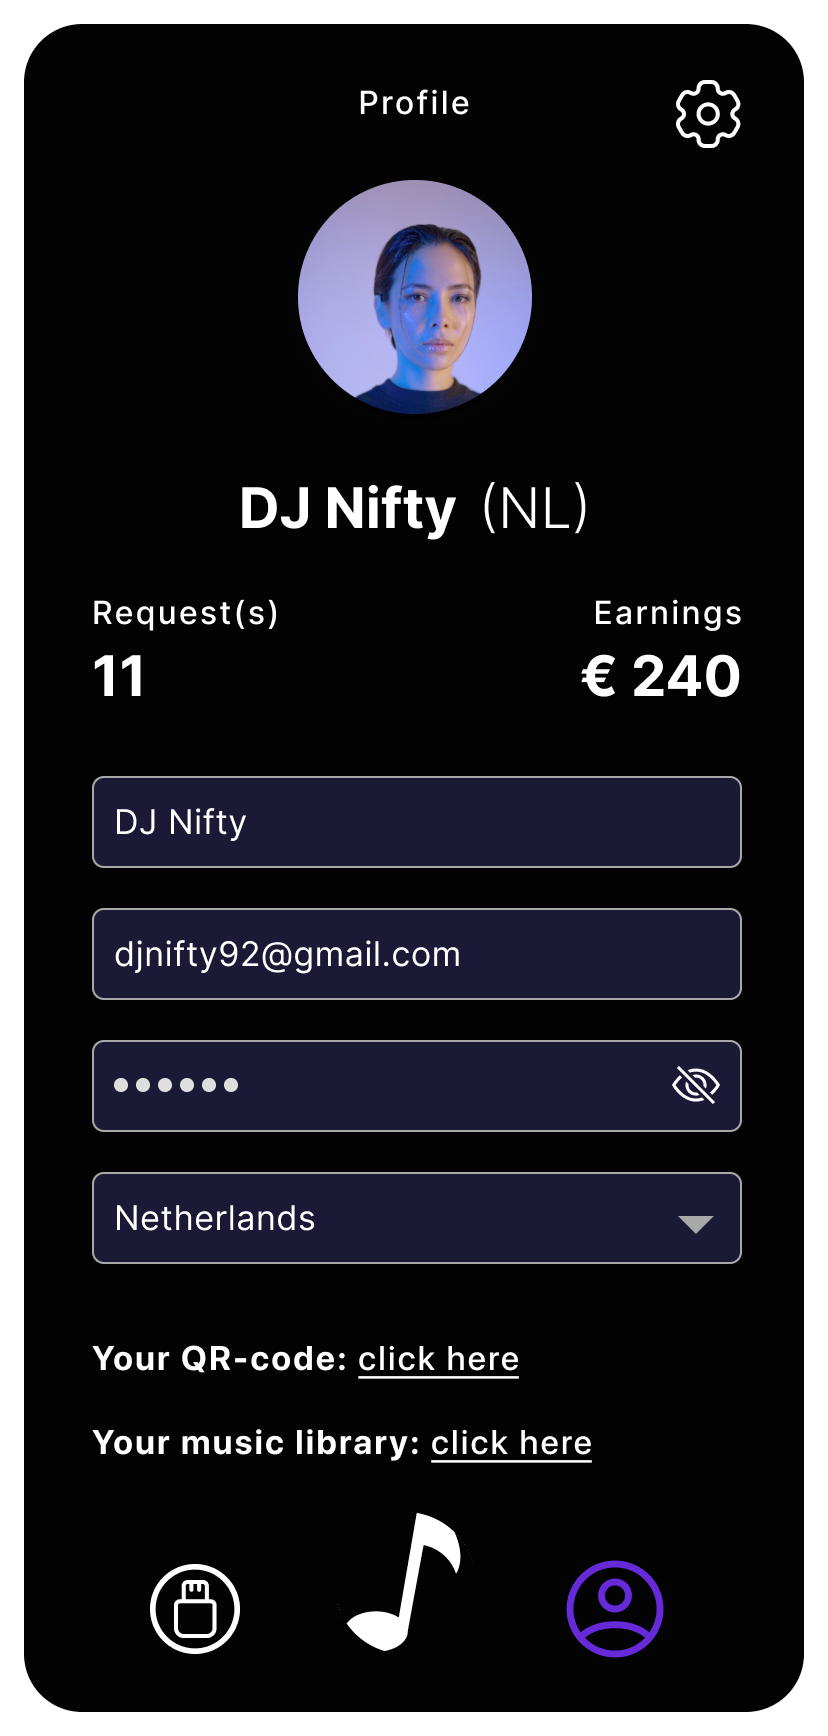 Profile
DJ Nifty (NL)
Request(s) Earnings
11 € 240
DJ Nifty
djnifty92@gmail.com
••••••
Netherlands
Your QR-code: click here
Your music library: click here